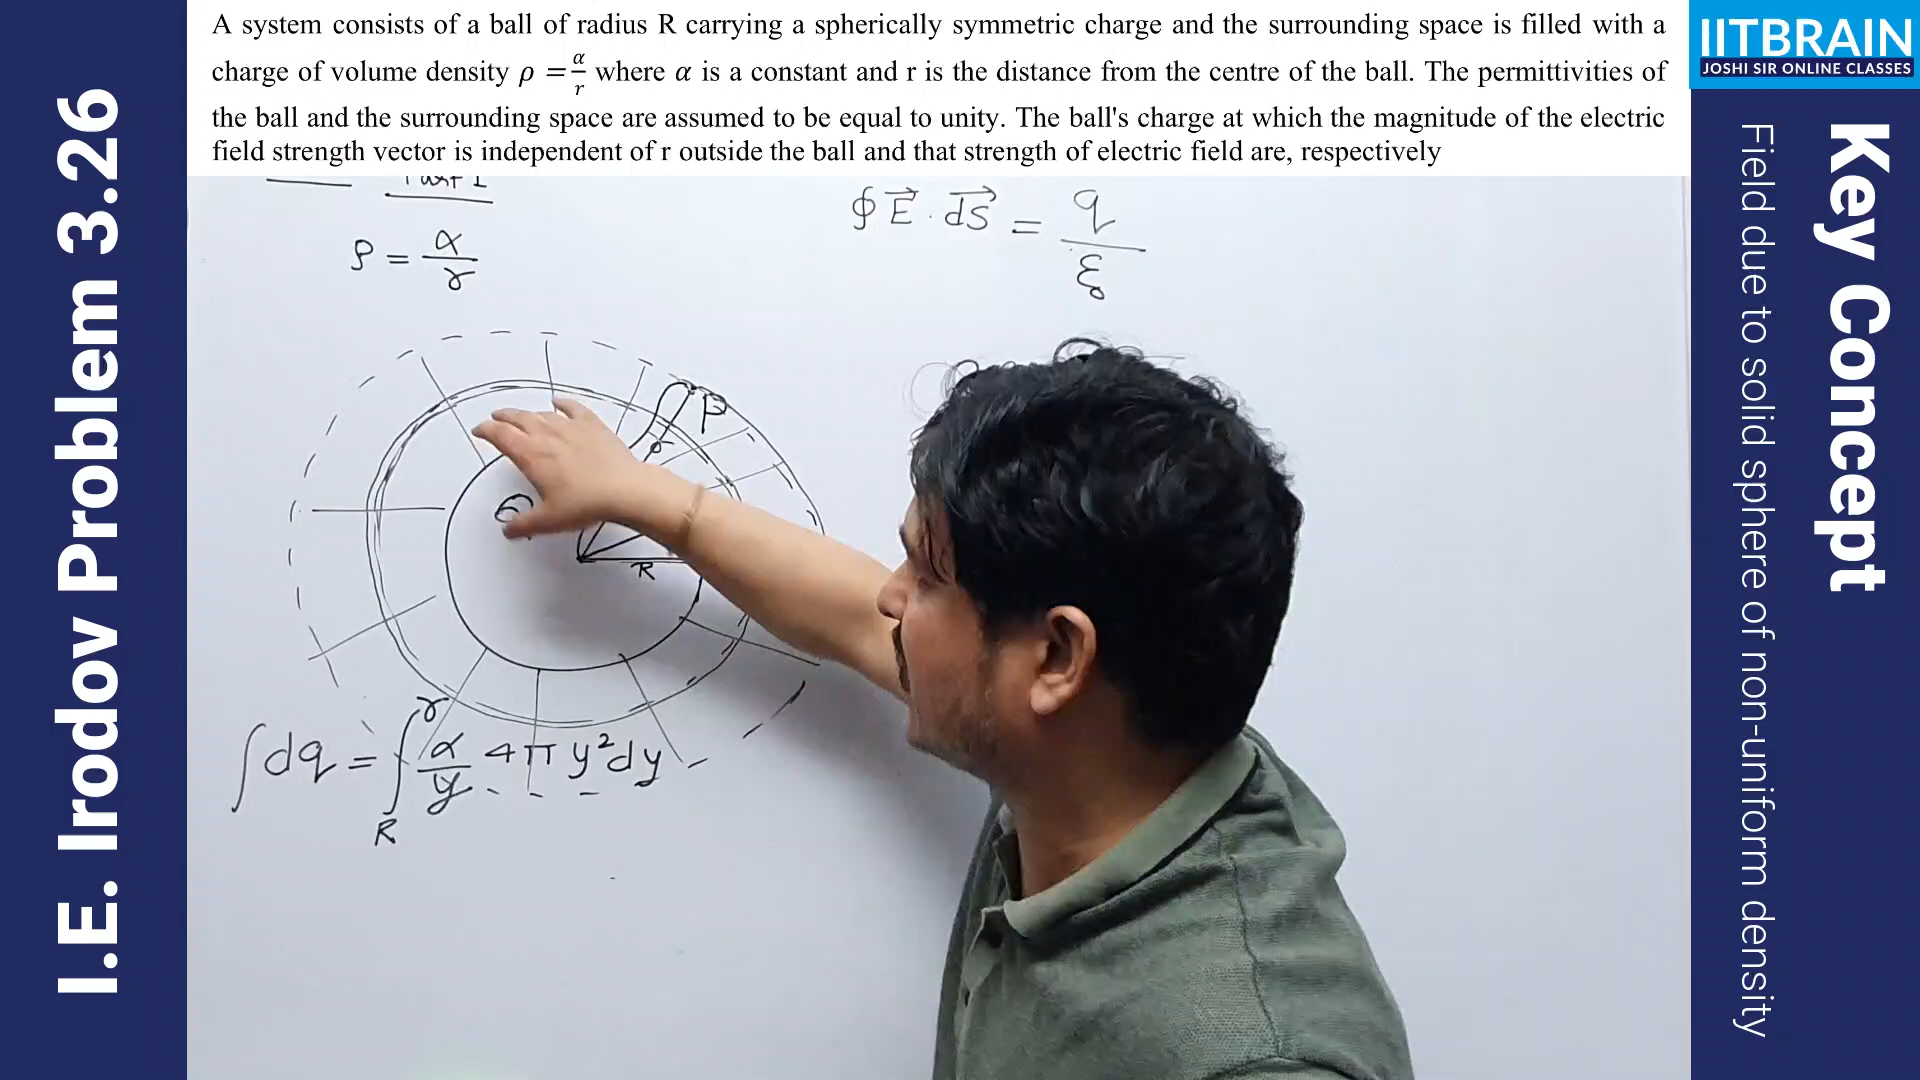 A system consists of a ball of radius R carrying a spherically symmetric charge and the surrounding space is filled with a
charge of volume density ρ = α/r where α is a constant and r is the distance from the centre of the ball. The permittivities of
the ball and the surrounding space are assumed to be equal to unity. The ball's charge at which the magnitude of the electric
field strength vector is independent of r outside the ball and that strength of electric field are, respectively
IITBRAIN
JOSHI SIR ONLINE CLASSES
I.E. Irodov Problem 3.26
Key Concept
Field due to solid sphere of non-uniform density
Part 1
ρ = α/r
∮ E⃗ . dS⃗ = q/ε₀
P
r
R
∫dq = ∫_R^r α/y 4π y² dy